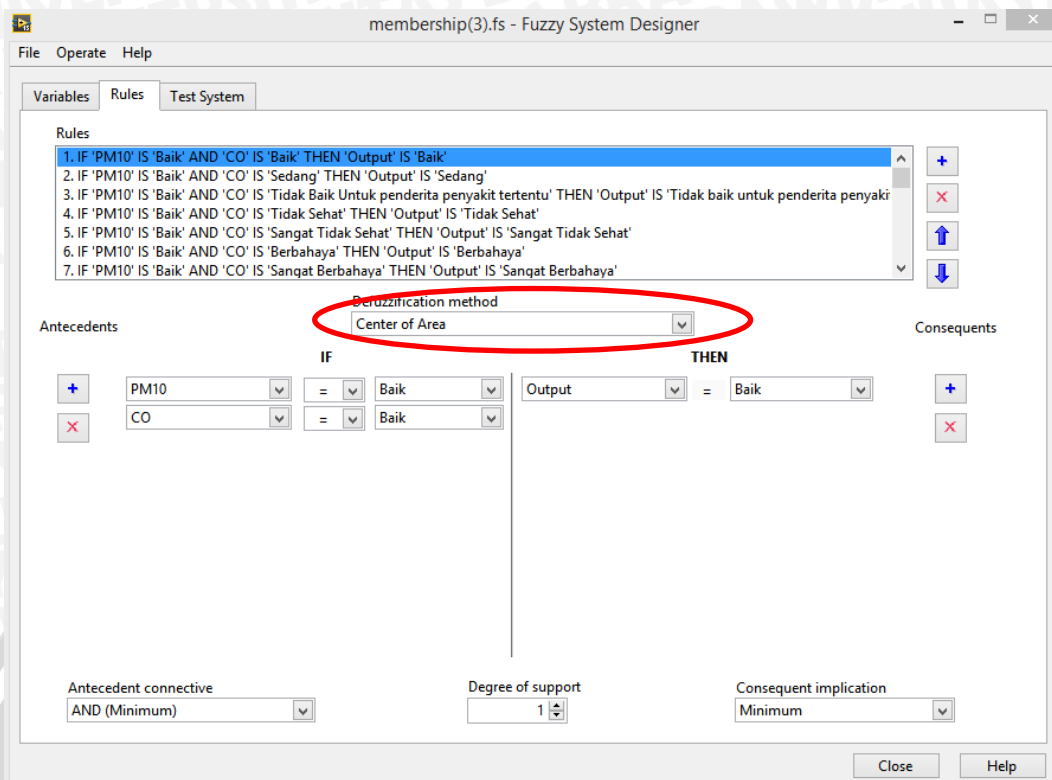 membership(3).fs - Fuzzy System Designer
File Operate Help
Variables Rules Test System
Rules
1. IF 'PM10' IS 'Baik' AND 'CO' IS 'Baik' THEN 'Output' IS 'Baik'
2. IF 'PM10' IS 'Baik' AND 'CO' IS 'Sedang' THEN 'Output' IS 'Sedang'
3. IF 'PM10' IS 'Baik' AND 'CO' IS 'Tidak Baik Untuk penderita penyakit tertentu' THEN 'Output' IS 'Tidak baik untuk penderita penyakir
4. IF 'PM10' IS 'Baik' AND 'CO' IS 'Tidak Sehat' THEN 'Output' IS 'Tidak Sehat'
5. IF 'PM10' IS 'Baik' AND 'CO' IS 'Sangat Tidak Sehat' THEN 'Output' IS 'Sangat Tidak Sehat'
6. IF 'PM10' IS 'Baik' AND 'CO' IS 'Berbahaya' THEN 'Output' IS 'Berbahaya'
7. IF 'PM10' IS 'Baik' AND 'CO' IS 'Sangat Berbahaya' THEN 'Output' IS 'Sangat Berbahaya'
Defuzzification method
Antecedents Center of Area Consequents
IF THEN
PM10 = Baik Output = Baik
CO = Baik
Antecedent connective Degree of support Consequent implication
AND (Minimum) 1 Minimum
Close Help